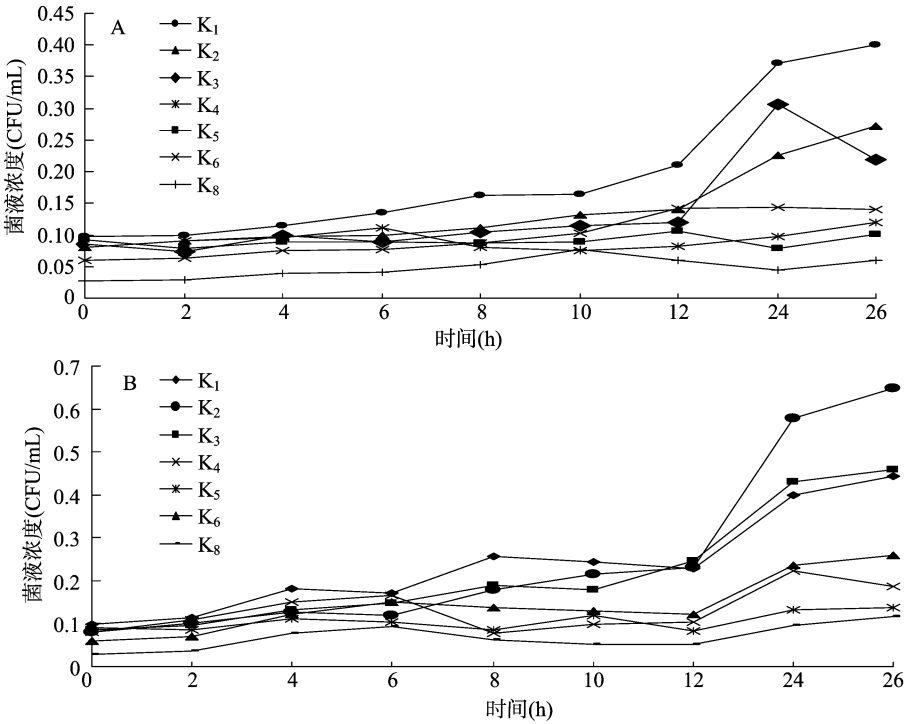 A
K₁
K₂
K₃
K₄
K₅
K₆
K₈
0.45
0.40
0.35
0.30
0.25
0.20
0.15
0.10
0.05
0
菌液浓度(CFU/mL)
0 2 4 6 8 10 12 24 26
时间(h)
B
K₁
K₂
K₃
K₄
K₅
K₆
K₈
0.7
0.6
0.5
0.4
0.3
0.2
0.1
0
菌液浓度(CFU/mL)
0 2 4 6 8 10 12 24 26
时间(h)